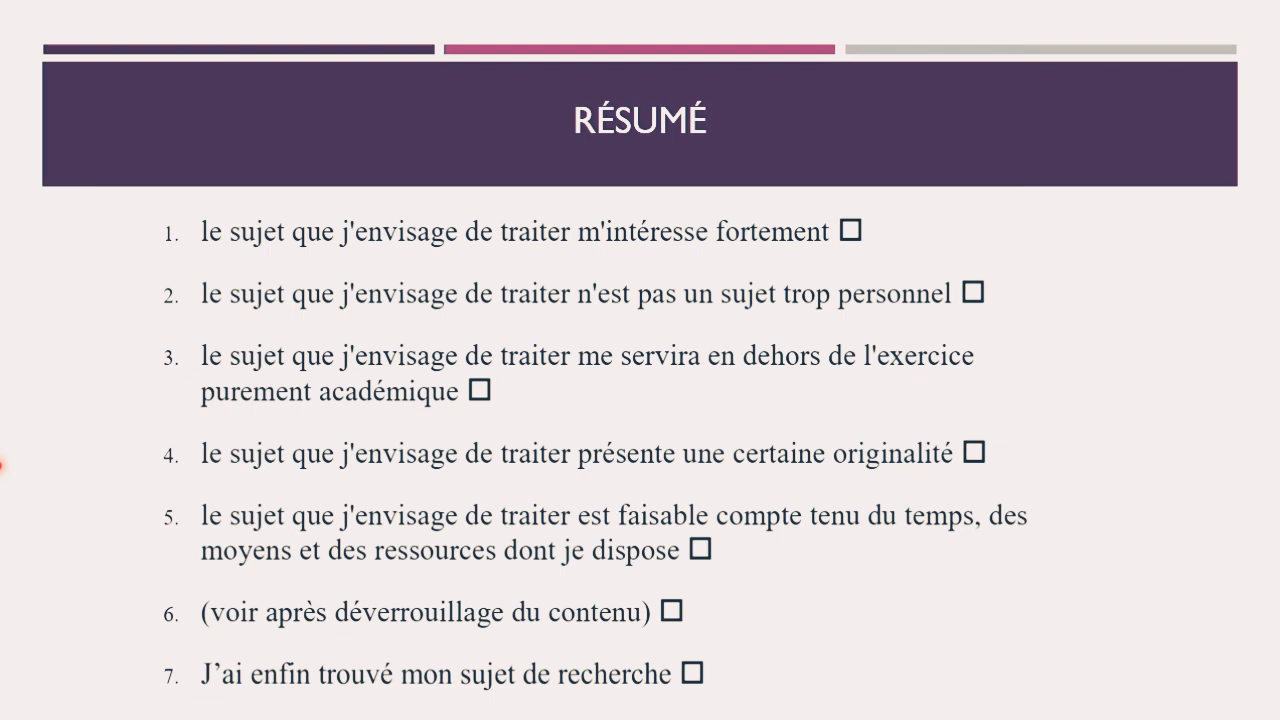 RÉSUMÉ
1. le sujet que j'envisage de traiter m'intéresse fortement ☐
2. le sujet que j'envisage de traiter n'est pas un sujet trop personnel ☐
3. le sujet que j'envisage de traiter me servira en dehors de l'exercice
purement académique ☐
4. le sujet que j'envisage de traiter présente une certaine originalité ☐
5. le sujet que j'envisage de traiter est faisable compte tenu du temps, des
moyens et des ressources dont je dispose ☐
6. (voir après déverrouillage du contenu) ☐
7. J’ai enfin trouvé mon sujet de recherche ☐